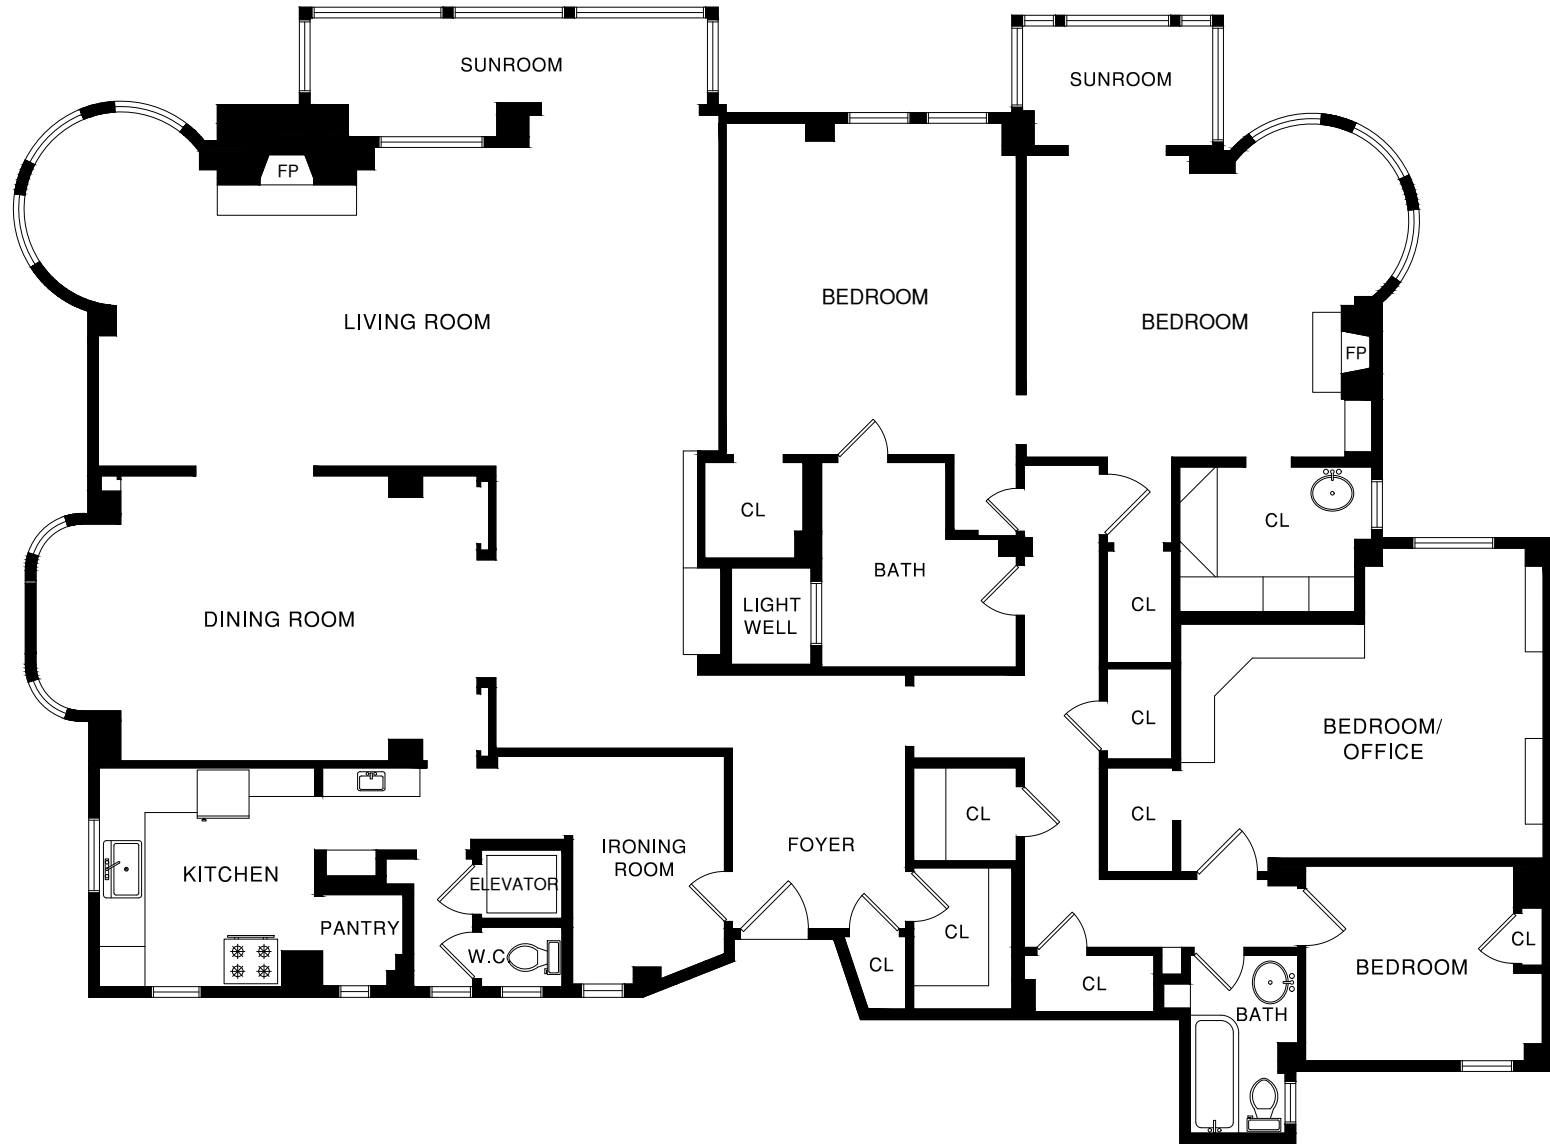 SUNROOM
SUNROOM
FP
BEDROOM
LIVING ROOM
BEDROOM
FP
CL
CL
BATH
LIGHT
WELL
CL
DINING ROOM
CL
BEDROOM/
OFFICE
CL
CL
IRONING
ROOM
FOYER
KITCHEN
ELEVATOR
PANTRY
W.C.
CL
CL
CL
BEDROOM
CL
CL
BATH